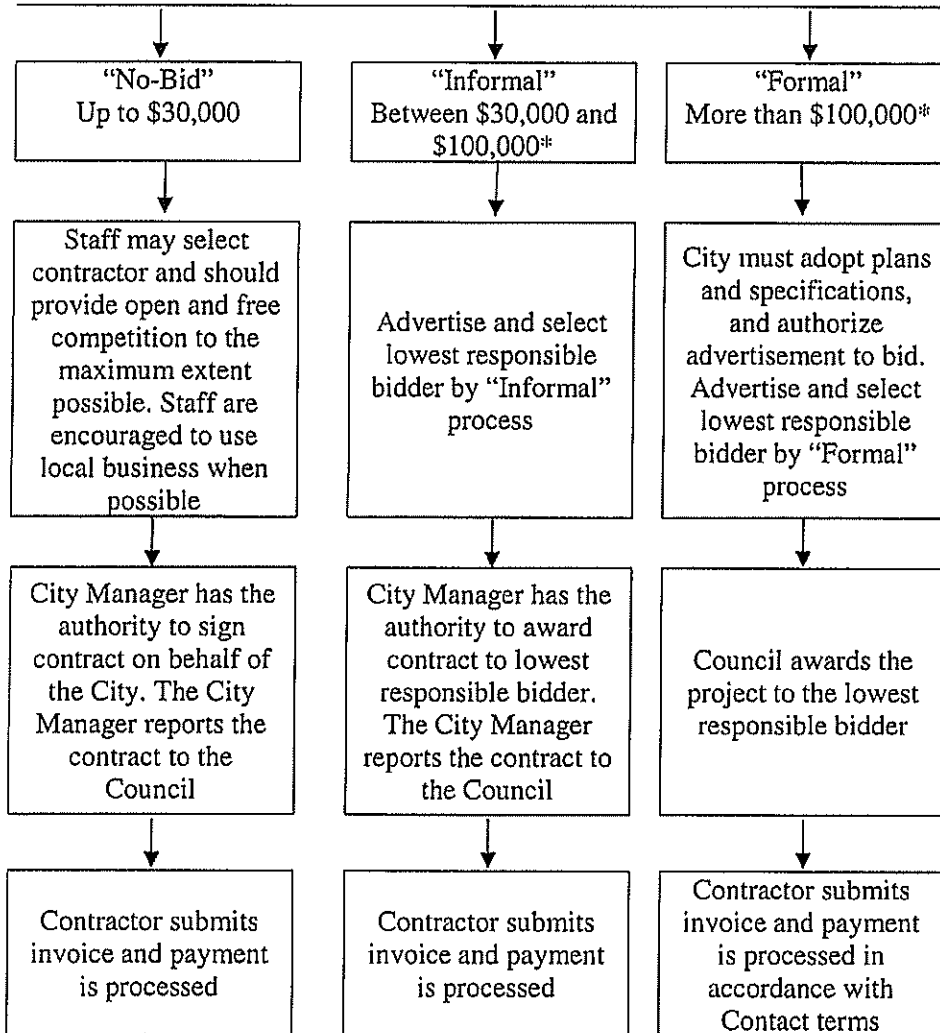 “No-Bid”
Up to $30,000
“Informal”
Between $30,000 and
$100,000*
“Formal”
More than $100,000*
Staff may select
contractor and should
provide open and free
competition to the
maximum extent
possible. Staff are
encouraged to use
local business when
possible
Advertise and select
lowest responsible
bidder by “Informal”
process
City must adopt plans
and specifications,
and authorize
advertisement to bid.
Advertise and select
lowest responsible
bidder by “Formal”
process
City Manager has the
authority to sign
contract on behalf of
the City. The City
Manager reports the
contract to the
Council
City Manager has the
authority to award
contract to lowest
responsible bidder.
The City Manager
reports the contract to
the Council
Council awards the
project to the lowest
responsible bidder
Contractor submits
invoice and payment
is processed
Contractor submits
invoice and payment
is processed
Contractor submits
invoice and payment
is processed in
accordance with
Contact terms